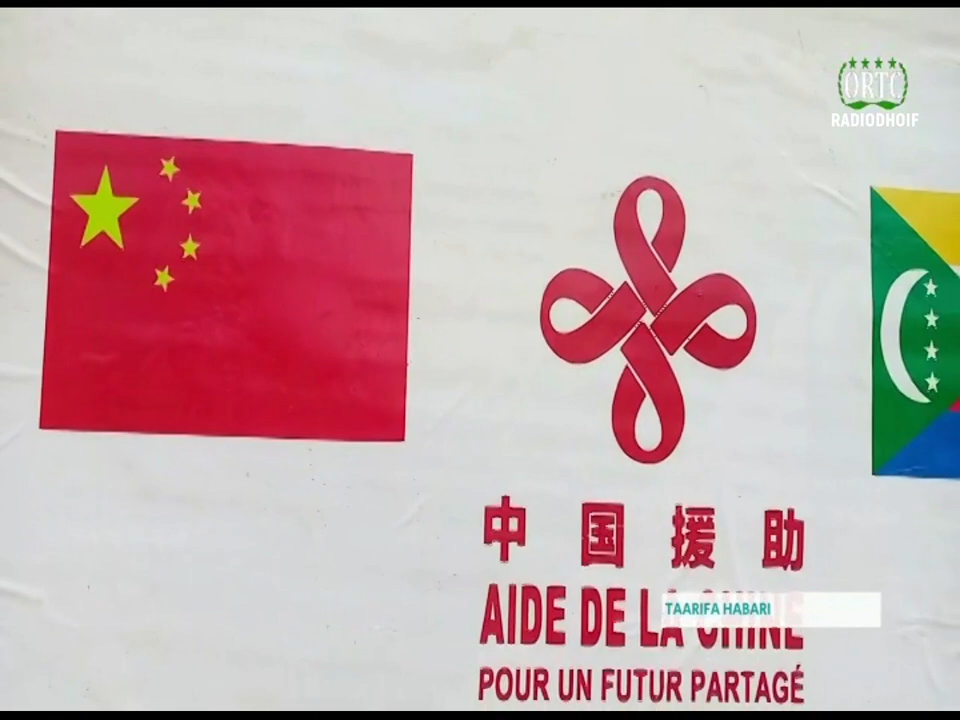 ORTC
RADIODHOIF
中国援助
AIDE DE LA CHINE
TAARIFA HABARI
POUR UN FUTUR PARTAGÉ